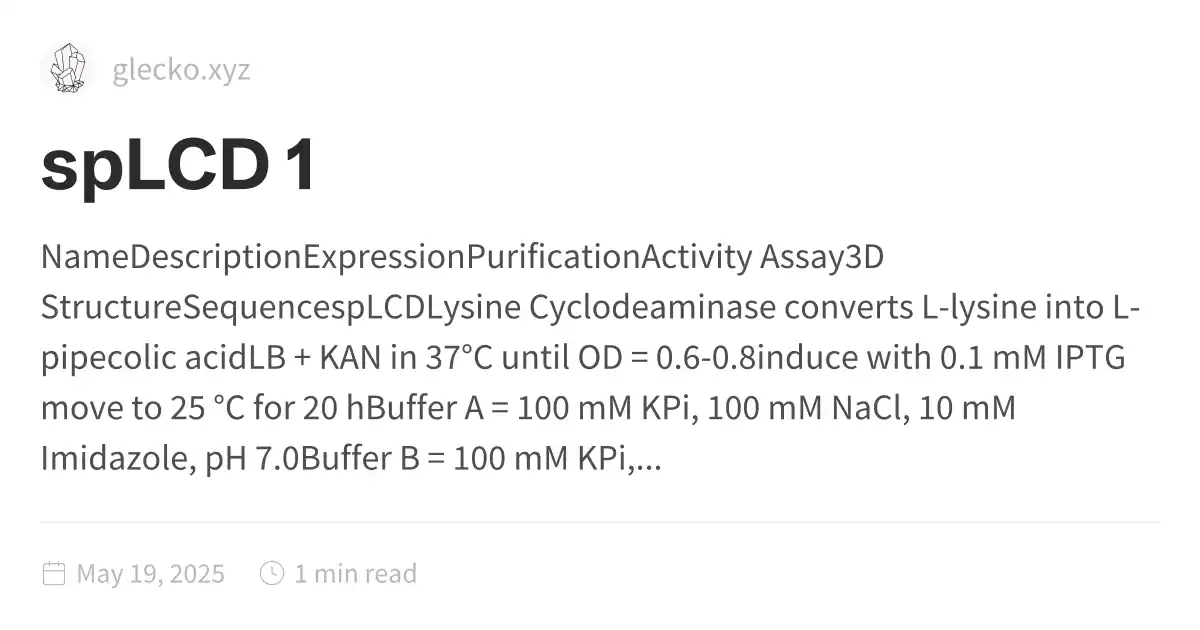 glecko.xyz
spLCD 1
NameDescriptionExpressionPurificationActivity Assay3D
StructureSequencespLCDLysine Cyclodeaminase converts L-lysine into L-
pipecolic acidLB + KAN in 37°C until OD = 0.6-0.8induce with 0.1 mM IPTG
move to 25 °C for 20 hBuffer A = 100 mM KPi, 100 mM NaCl, 10 mM
Imidazole, pH 7.0Buffer B = 100 mM KPi,...
May 19, 2025 1 min read